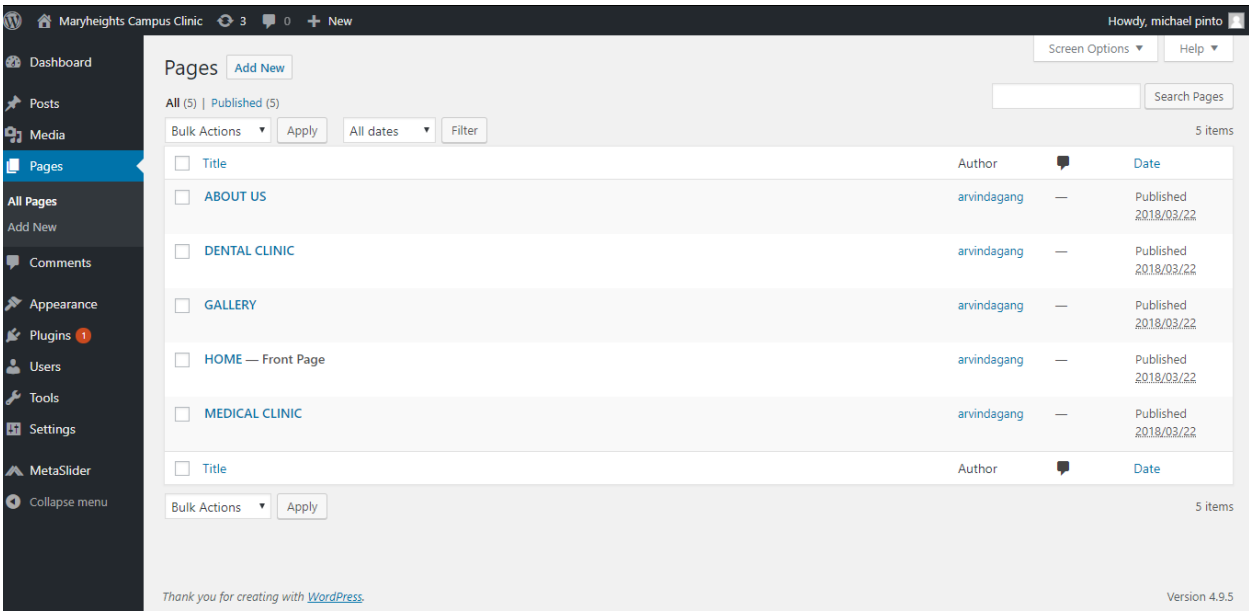 Maryheights Campus Clinic 3 0 New Howdy, michael pinto
Screen Options ▼ Help ▼
Dashboard
Posts
Media
Pages
All Pages
Add New
Comments
Appearance
Plugins 1
Users
Tools
Settings
MetaSlider
Collapse menu
Pages Add New
All (5) | Published (5)
Search Pages
Bulk Actions ▼ Apply All dates ▼ Filter 5 items
Title Author Date
ABOUT US arvindagang — Published
2018/03/22
DENTAL CLINIC arvindagang — Published
2018/03/22
GALLERY arvindagang — Published
2018/03/22
HOME — Front Page arvindagang — Published
2018/03/22
MEDICAL CLINIC arvindagang — Published
2018/03/22
Title Author Date
Bulk Actions ▼ Apply 5 items
Thank you for creating with WordPress. Version 4.9.5